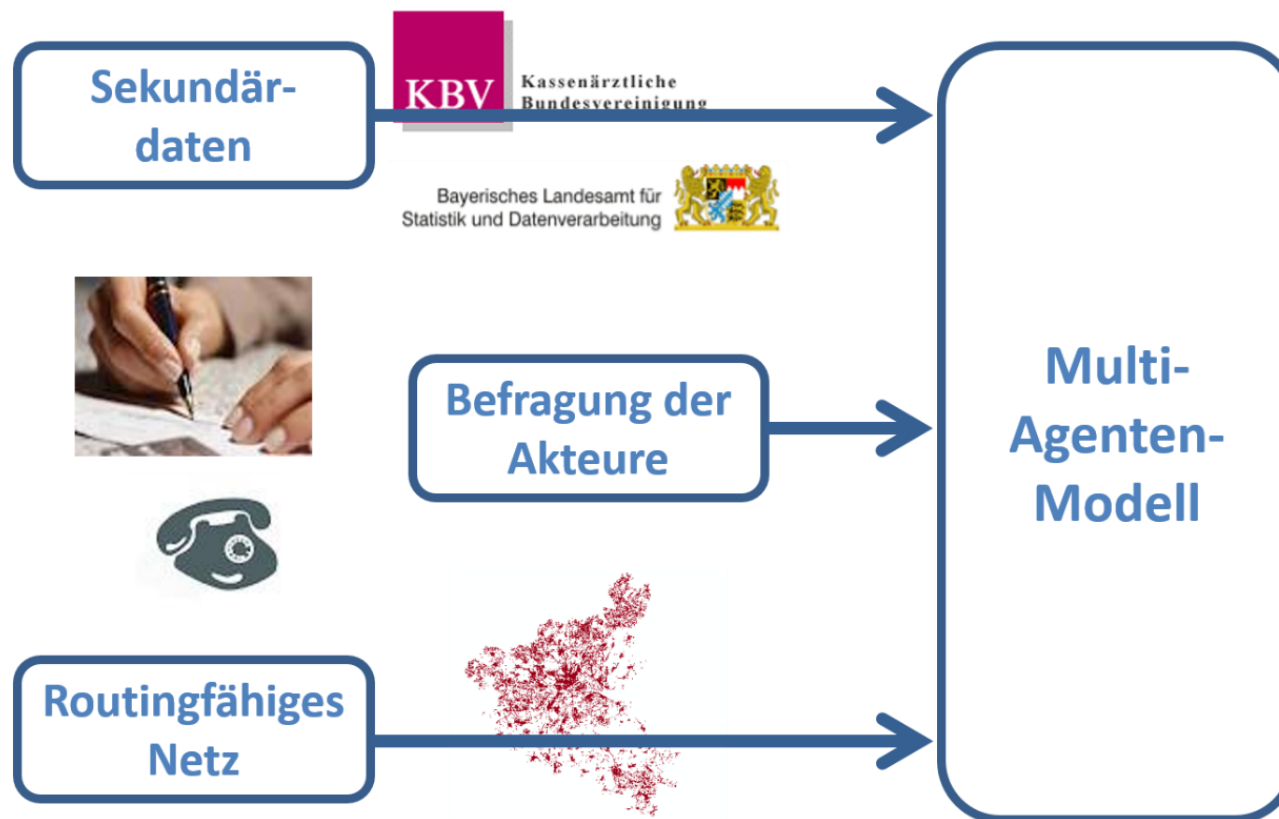 Sekundär-
daten
KBV
Kassenärztliche
Bundesvereinigung
Bayerisches Landesamt für
Statistik und Datenverarbeitung
Befragung der
Akteure
Multi-
Agenten-
Modell
Routingfähiges
Netz